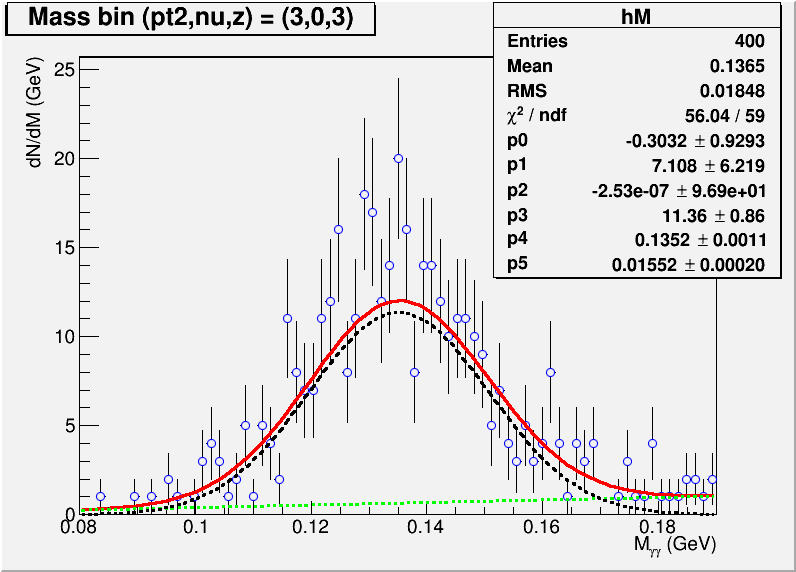 Mass bin (pt2,nu,z) = (3,0,3)
hM
Entries 400
Mean 0.1365
RMS 0.01848
χ² / ndf 56.04 / 59
p0 -0.3032 ± 0.9293
p1 7.108 ± 6.219
p2 -2.53e-07 ± 9.69e+01
p3 11.36 ± 0.86
p4 0.1352 ± 0.0011
p5 0.01552 ± 0.00020
dN/dM (GeV)
25
20
15
10
5
0
0.08 0.1 0.12 0.14 0.16 0.18
Mγγ (GeV)